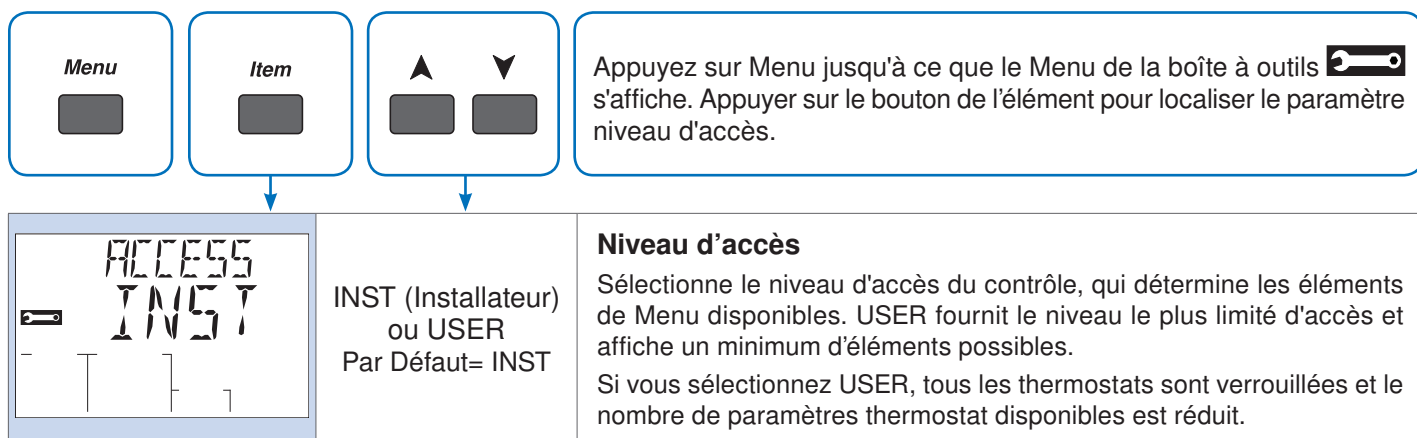 Menu
Item
Appuyez sur Menu jusqu'à ce que le Menu de la boîte à outils
s'affiche. Appuyer sur le bouton de l’élément pour localiser le paramètre
niveau d'accès.
ACCESS
INST
INST (Installateur)
ou USER
Par Défaut= INST
Niveau d’accès
Sélectionne le niveau d'accès du contrôle, qui détermine les éléments
de Menu disponibles. USER fournit le niveau le plus limité d'accès et
affiche un minimum d’éléments possibles.
Si vous sélectionnez USER, tous les thermostats sont verrouillées et le
nombre de paramètres thermostat disponibles est réduit.